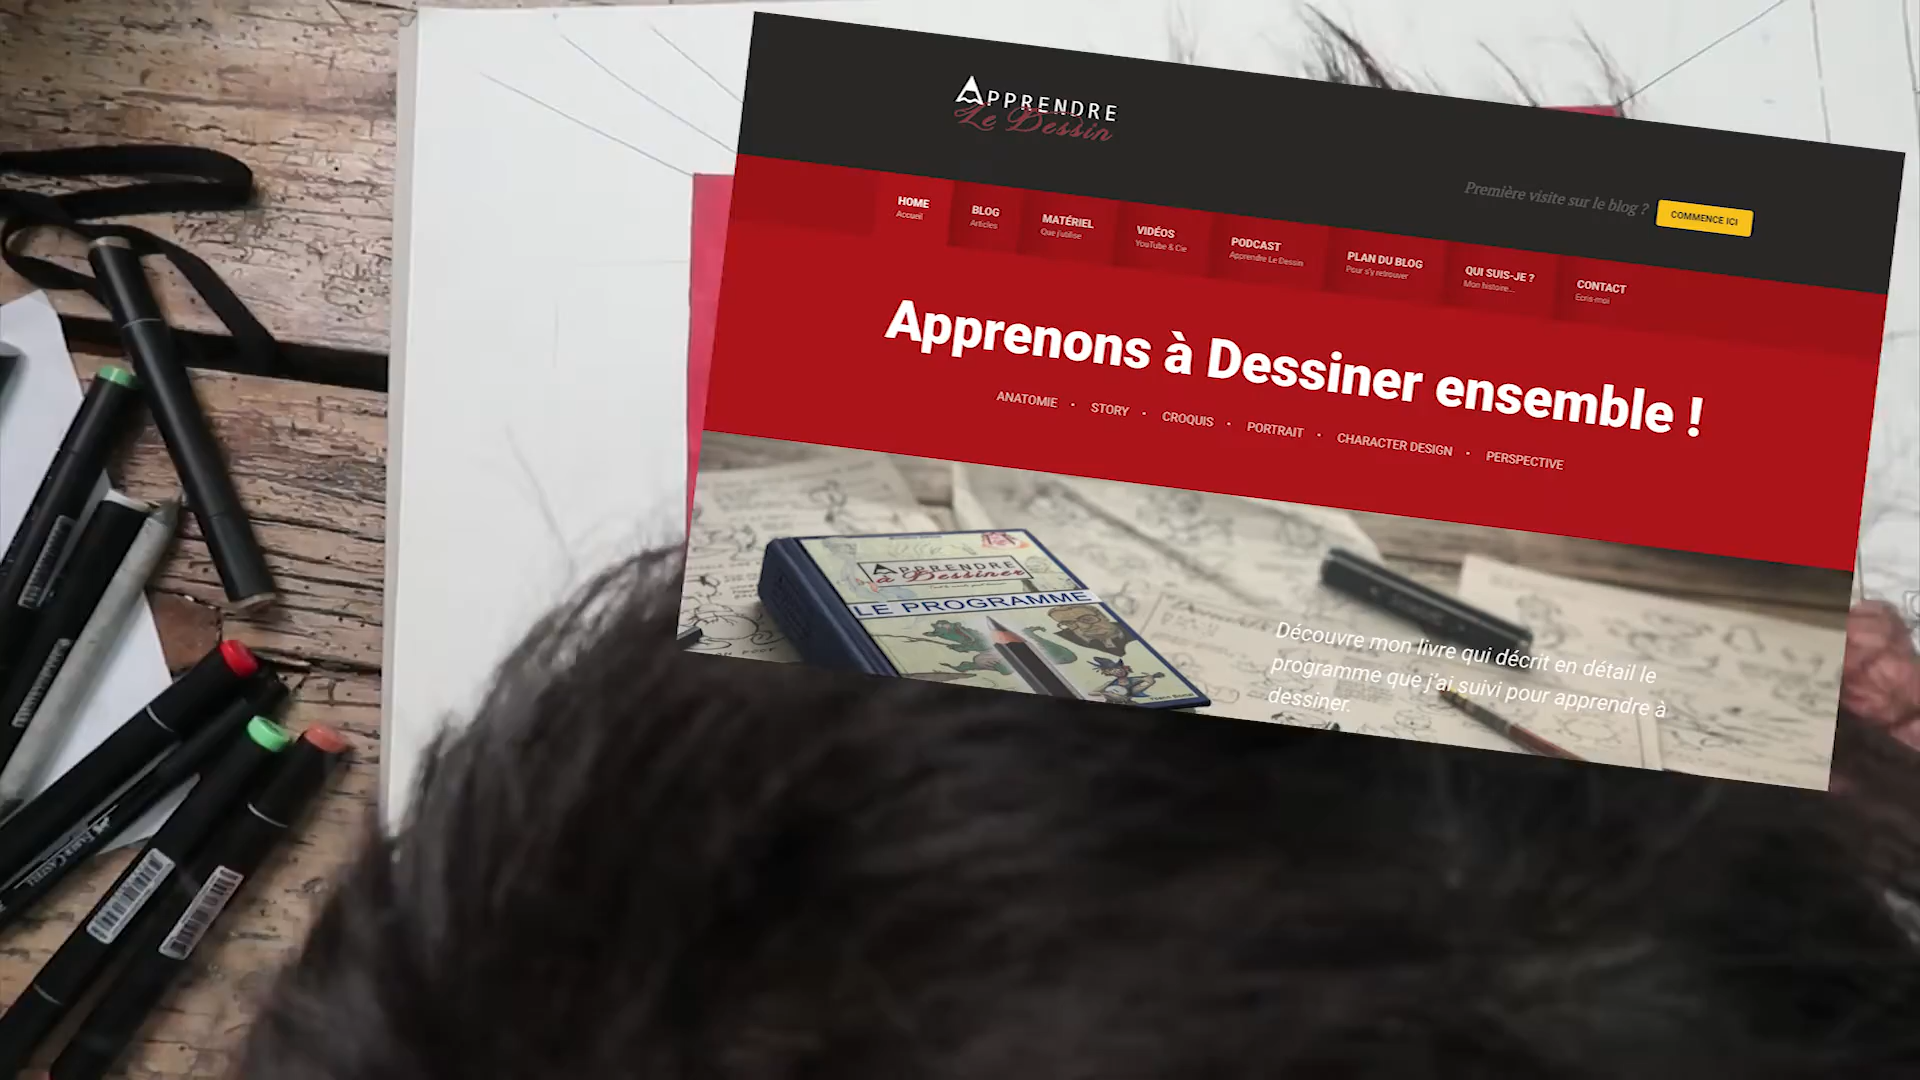 APPRENDRE
Le Dessin
Première visite sur le blog ?
COMMENCE ICI
HOME
Accueil
BLOG
Articles
MATÉRIEL
Que j'utilise
VIDÉOS
YouTube & Cie
PODCAST
Apprendre Le Dessin
PLAN DU BLOG
Pour s'y retrouver
QUI SUIS-JE ?
Mon histoire...
CONTACT
Ecris-moi
Apprenons à Dessiner ensemble !
ANATOMIE • STORY • CROQUIS • PORTRAIT • CHARACTER DESIGN • PERSPECTIVE
APPRENDRE
à Dessiner
LE PROGRAMME
Découvre mon livre qui décrit en détail le
programme que j'ai suivi pour apprendre à
dessiner.
FABER CASTELL